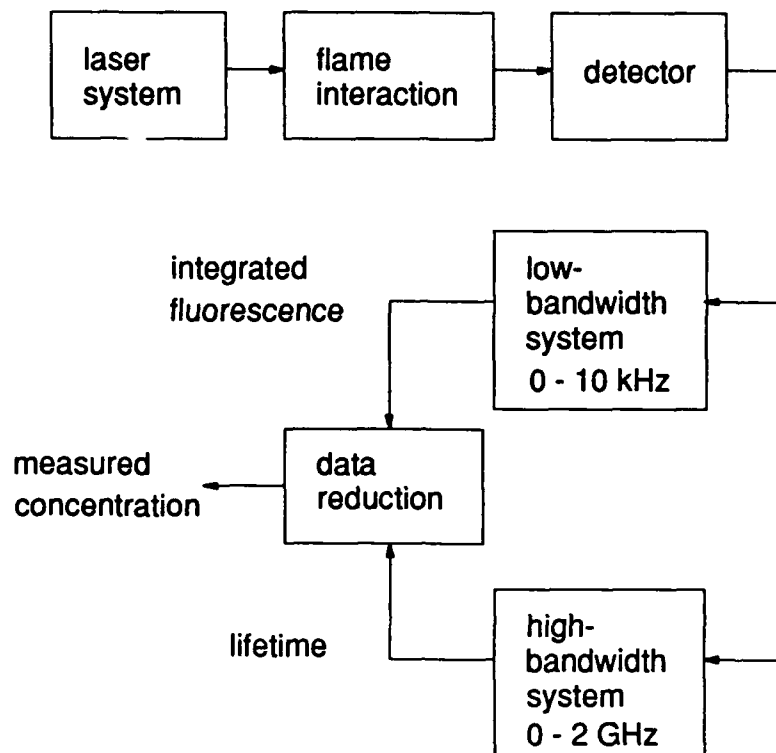 laser
system
flame
interaction
detector
integrated
fluorescence
low-
bandwidth
system
0 - 10 kHz
measured
concentration
data
reduction
lifetime
high-
bandwidth
system
0 - 2 GHz